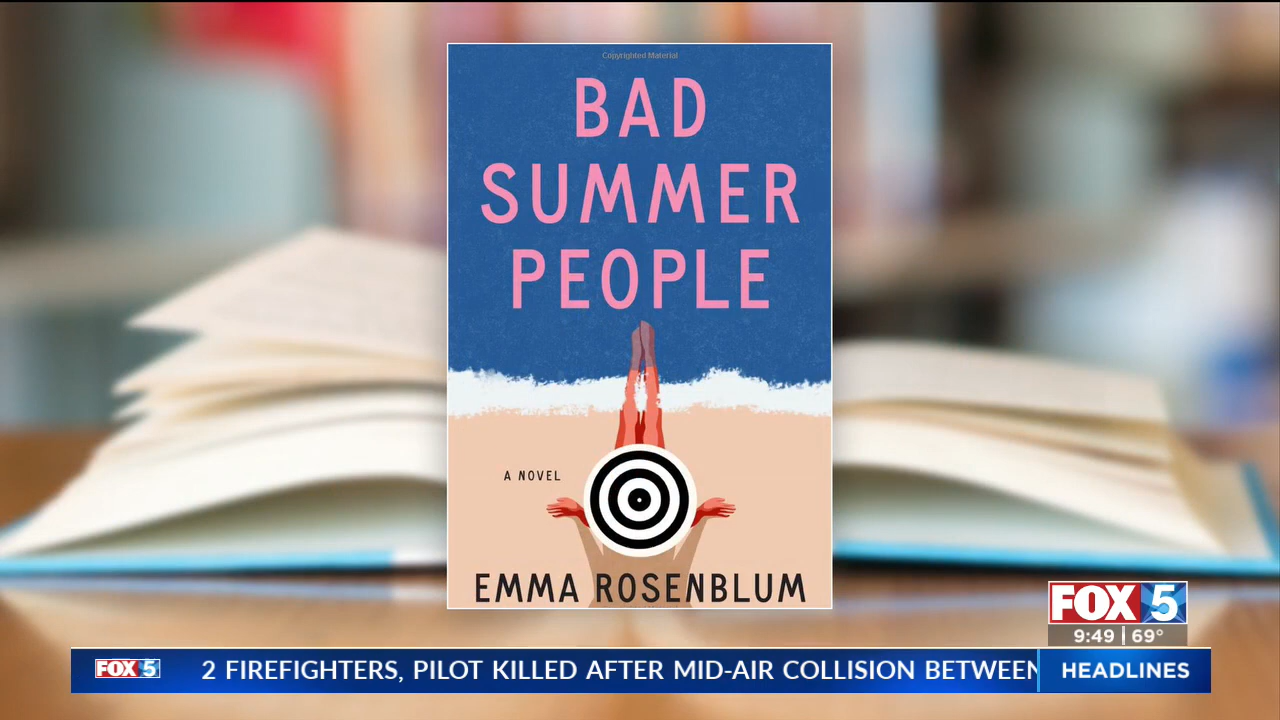 Copyrighted Material
BAD
SUMMER
PEOPLE
A NOVEL
EMMA ROSENBLUM
FOX 5
9:49 69°
FOX 5 2 FIREFIGHTERS, PILOT KILLED AFTER MID-AIR COLLISION BETWEEN HEADLINES